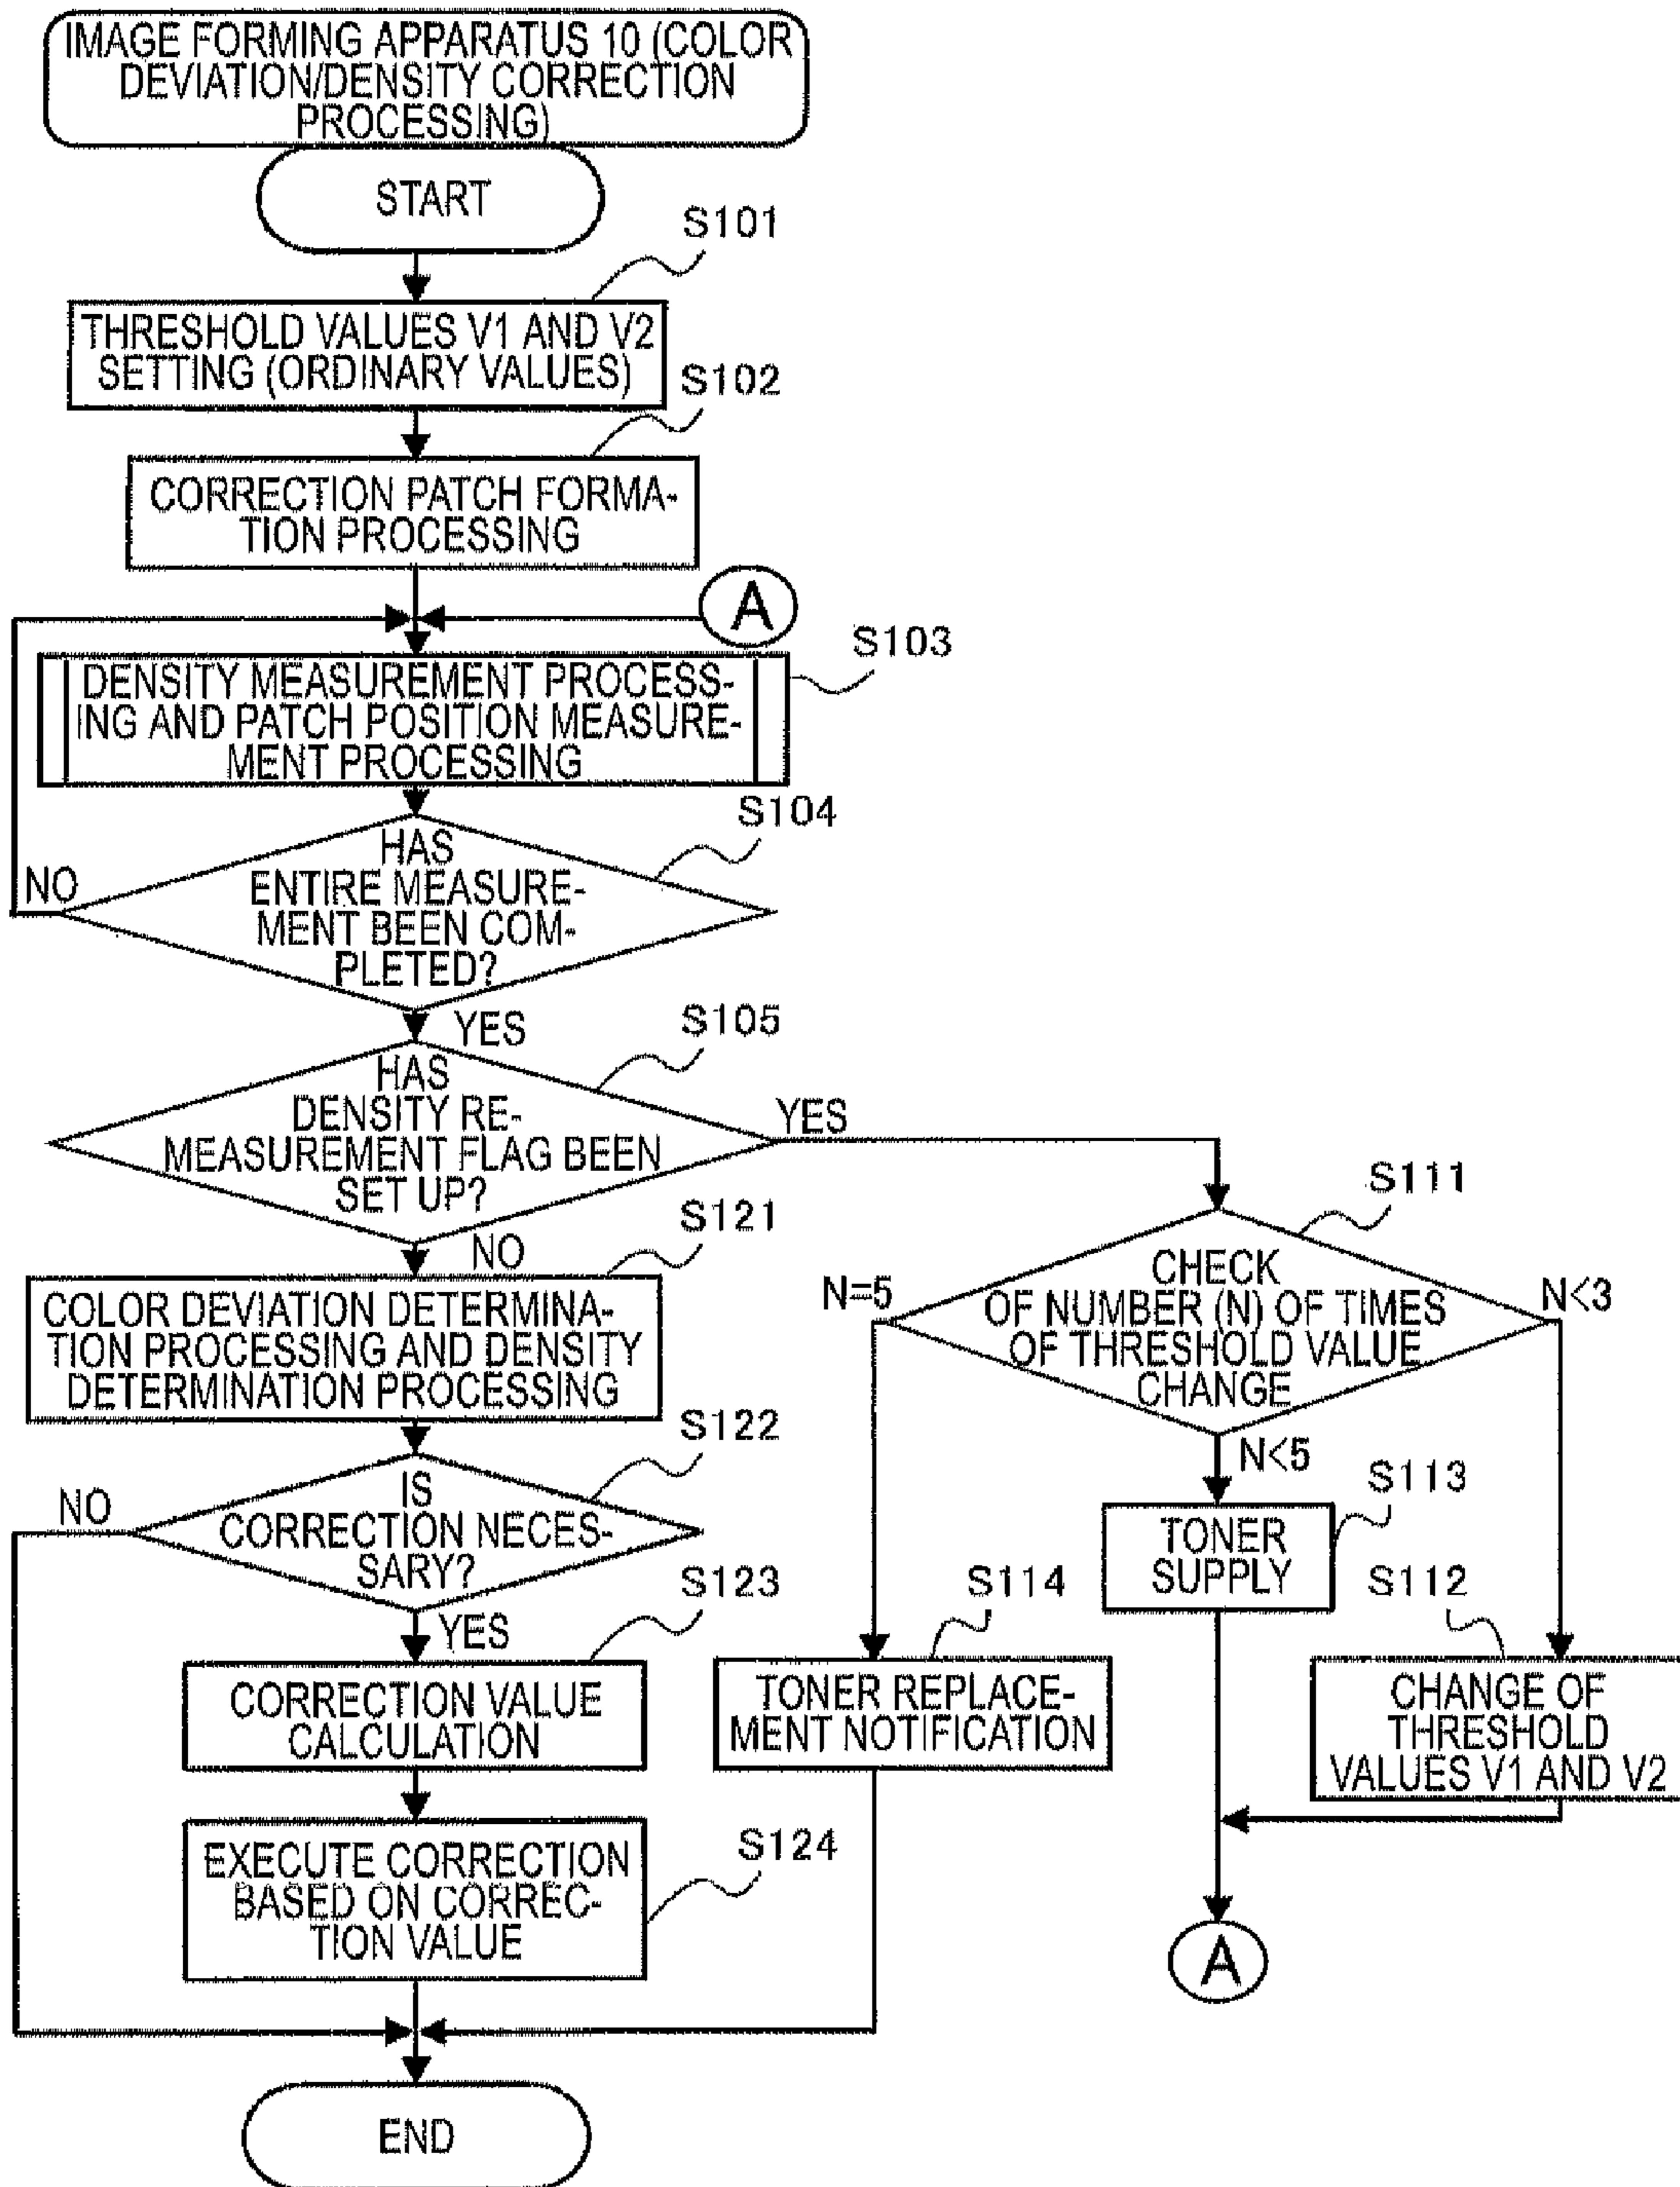 IMAGE FORMING APPARATUS 10 (COLOR
DEVIATION/DENSITY CORRECTION
PROCESSING)
START
S101
THRESHOLD VALUES V1 AND V2
SETTING (ORDINARY VALUES)
S102
CORRECTION PATCH FORMA-
TION PROCESSING
A
S103
DENSITY MEASUREMENT PROCESS-
ING AND PATCH POSITION MEASURE-
MENT PROCESSING
S104
HAS
ENTIRE MEASURE-
MENT BEEN COM-
PLETED?
NO
YES
S105
HAS
DENSITY RE-
MEASUREMENT FLAG BEEN
SET UP?
YES
NO
S121
COLOR DEVIATION DETERMINA-
TION PROCESSING AND DENSITY
DETERMINATION PROCESSING
S122
IS
CORRECTION NECES-
SARY?
NO
YES
S123
CORRECTION VALUE
CALCULATION
S124
EXECUTE CORRECTION
BASED ON CORREC-
TION VALUE
END
S111
CHECK
OF NUMBER (N) OF TIMES
OF THRESHOLD VALUE
CHANGE
N=5
N<3
N<5
S113
TONER
SUPPLY
S114
TONER REPLACE-
MENT NOTIFICATION
S112
CHANGE OF
THRESHOLD
VALUES V1 AND V2
A